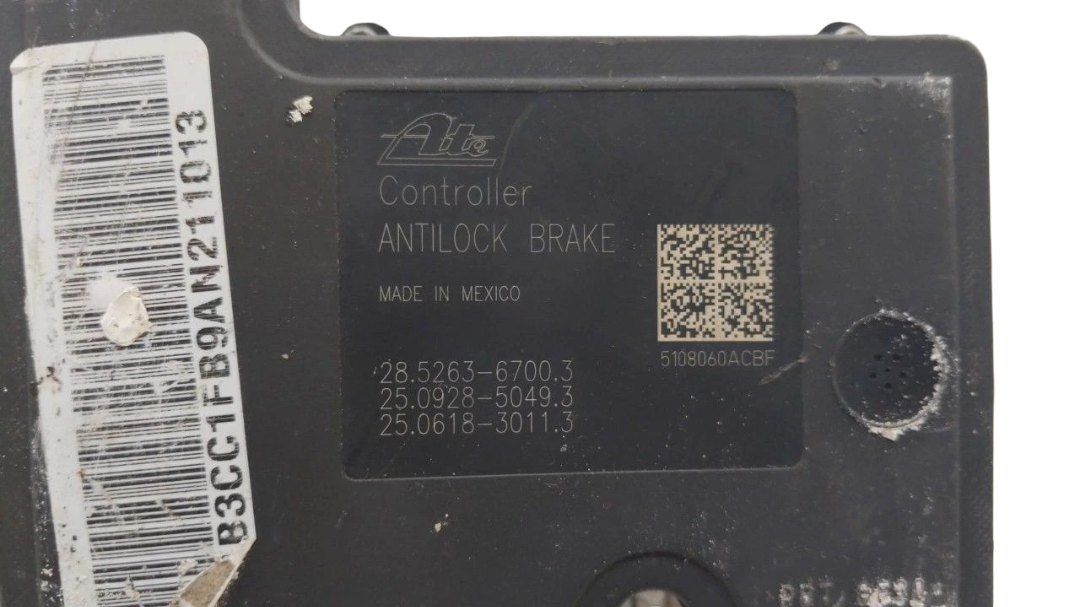 B3CC1FB9AN211013
Ate
Controller
ANTILOCK BRAKE
MADE IN MEXICO
5108060ACBF
28.5263-6700.3
25.0928-5049.3
25.0618-3011.3